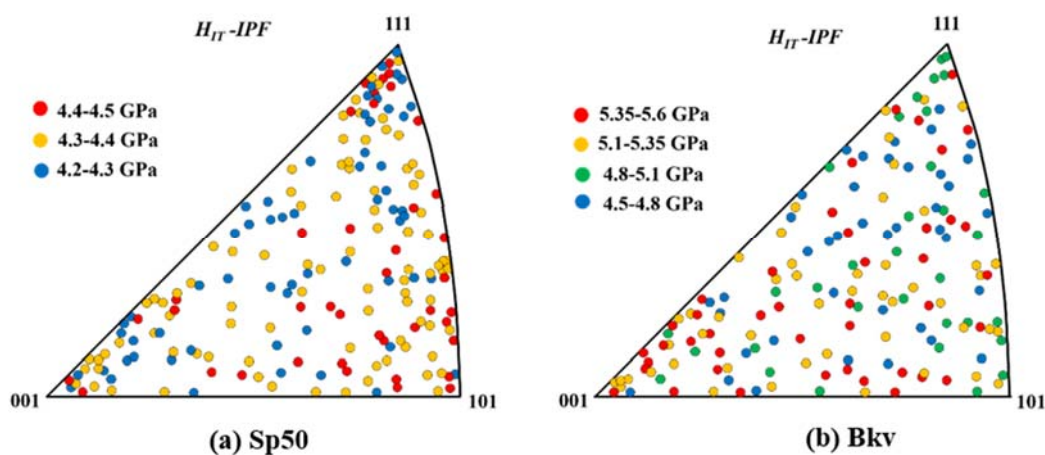 H_IT-IPF
111
4.4-4.5 GPa
4.3-4.4 GPa
4.2-4.3 GPa
001
101
(a) Sp50
H_IT-IPF
111
5.35-5.6 GPa
5.1-5.35 GPa
4.8-5.1 GPa
4.5-4.8 GPa
001
101
(b) Bkv